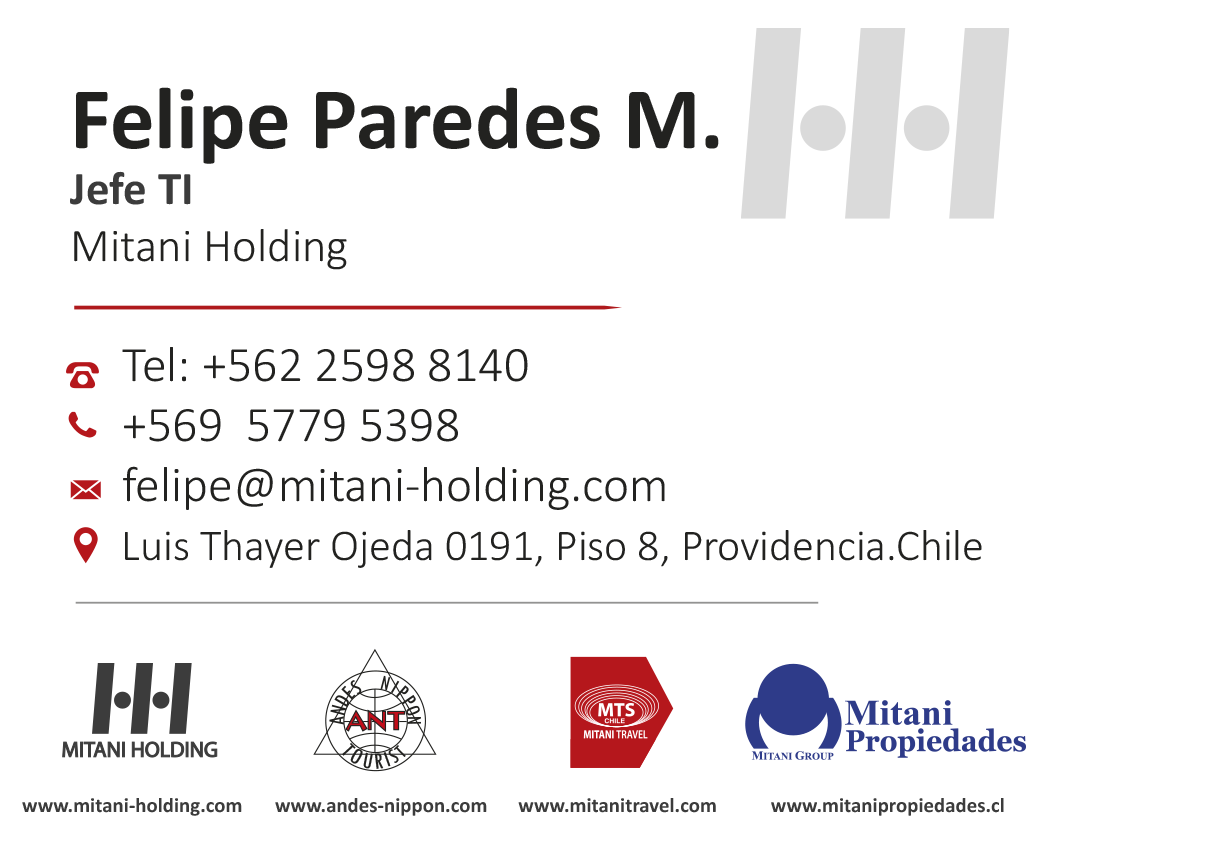 Felipe Paredes M.
Jefe TI
Mitani Holding
Tel: +562 2598 8140
+569  5779 5398
felipe@mitani-holding.com
Luis Thayer Ojeda 0191, Piso 8, Providencia.Chile
MITANI HOLDING
ANDES NIPPON
ANT
TOURIST
MTS
CHILE
MITANI TRAVEL
Mitani
Propiedades
MITANI GROUP
www.mitani-holding.com
www.andes-nippon.com
www.mitanitravel.com
www.mitanipropiedades.cl